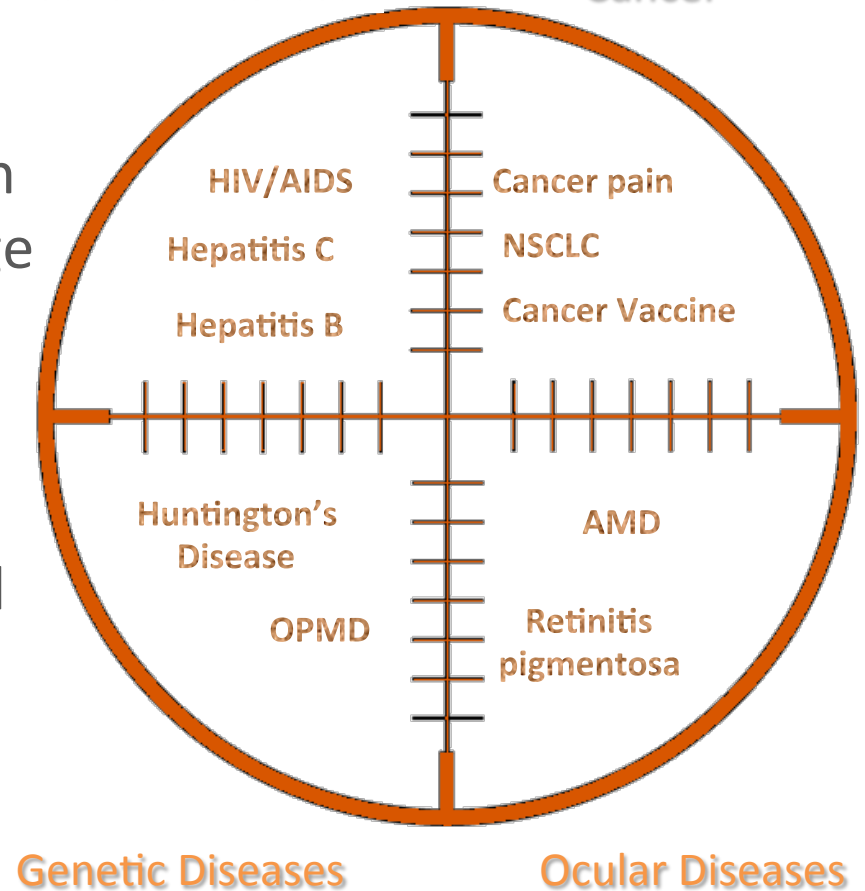 HIV/AIDS
Hepatitis C
Hepatitis B
Cancer pain
NSCLC
Cancer Vaccine
Huntington's
Disease
OPMD
AMD
Retinitis
pigmentosa
Genetic Diseases
Ocular Diseases